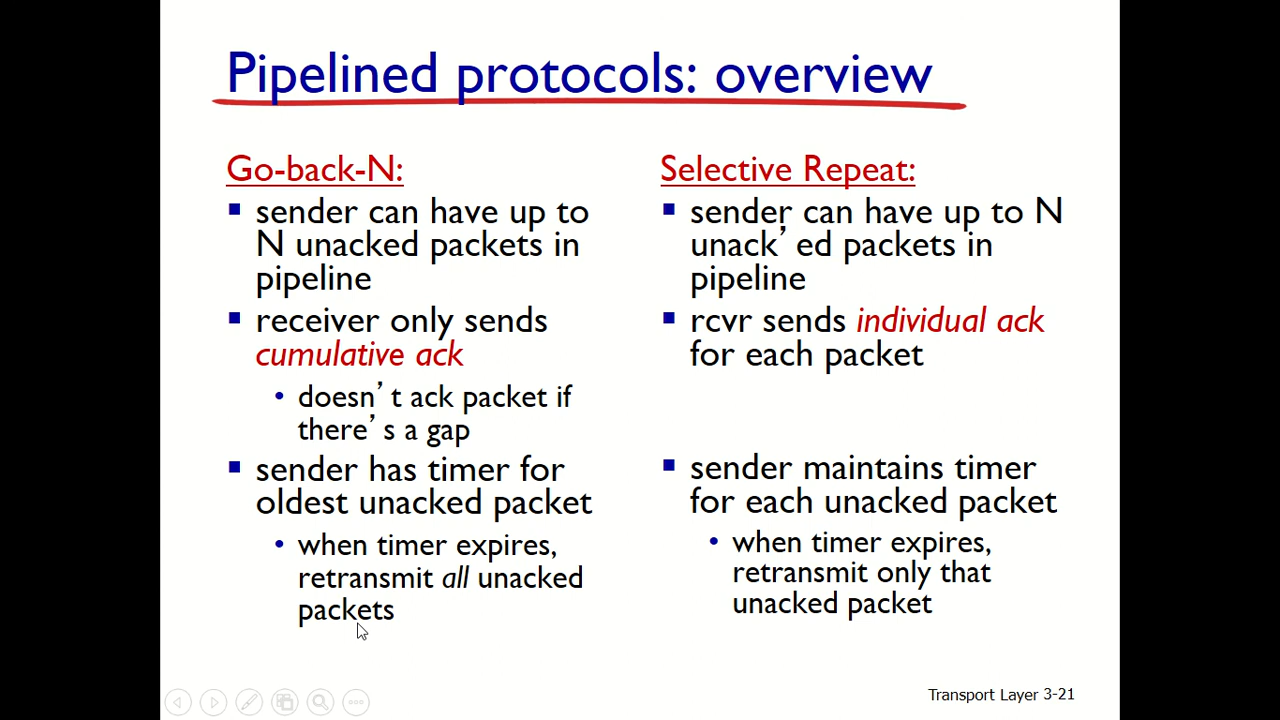 Pipelined protocols: overview
Go-back-N:
sender can have up to
N unacked packets in
pipeline
receiver only sends
cumulative ack
doesn’ t ack packet if
there’ s a gap
sender has timer for
oldest unacked packet
when timer expires,
retransmit all unacked
packets
Selective Repeat:
sender can have up to N
unack’ ed packets in
pipeline
rcvr sends individual ack
for each packet
sender maintains timer
for each unacked packet
when timer expires,
retransmit only that
unacked packet
Transport Layer 3-21